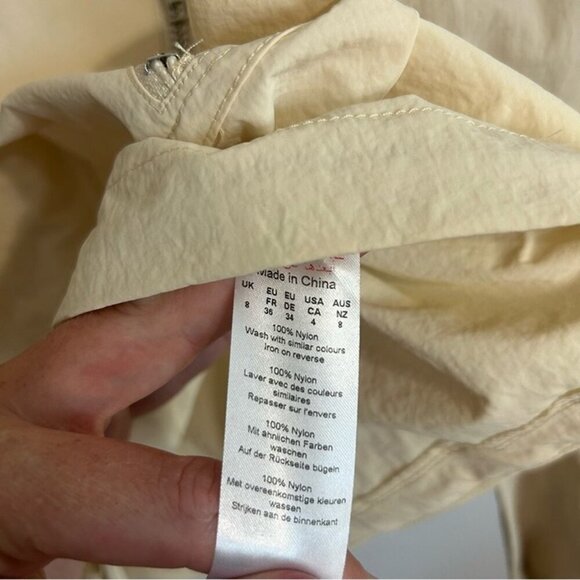 Made in China
UK EU EU USA AUS
FR DE CA NZ
8 36 34 4 8
100% Nylon
Wash with similar colours
Iron on reverse
100% Nylon
Laver avec des couleurs
similaires
Repasser sur l'envers
100% Nylon
Mit ähnlichen Farben
waschen
Auf der Rückseite bügeln
100% Nylon
Met overeenkomstige kleuren
wassen
Strijken aan de binnenkant